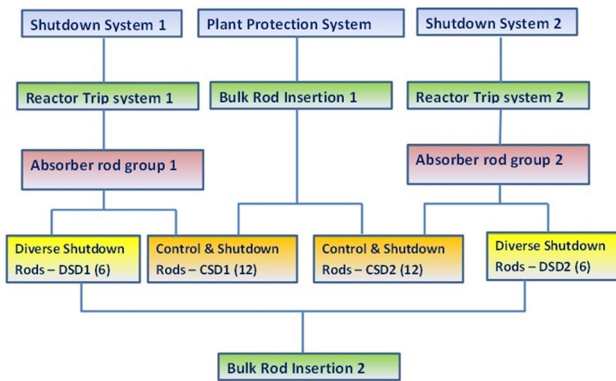 Shutdown System 1
Plant Protection System
Shutdown System 2
Reactor Trip system 1
Bulk Rod Insertion 1
Reactor Trip system 2
Absorber rod group 1
Absorber rod group 2
Diverse Shutdown
Rods – DSD1 (6)
Control & Shutdown
Rods – CSD1 (12)
Control & Shutdown
Rods – CSD2 (12)
Diverse Shutdown
Rods – DSD2 (6)
Bulk Rod Insertion 2